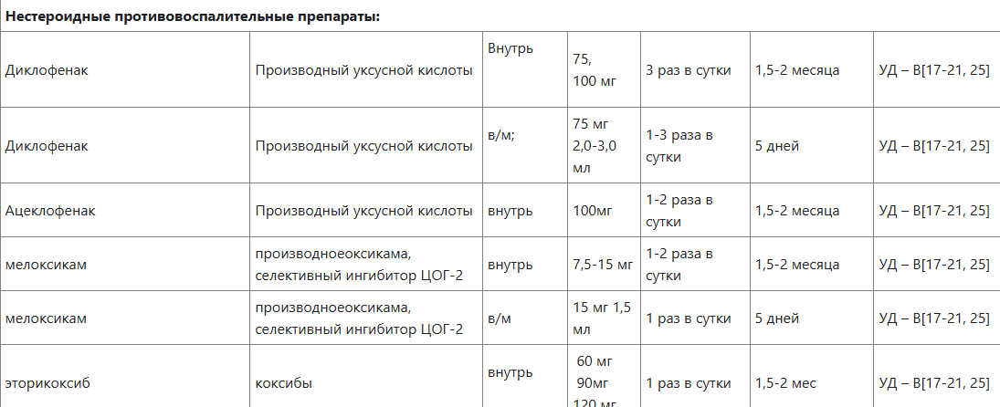 Нестероидные противовоспалительные препараты:
Диклофенак Производный уксусной кислоты Внутрь 75, 100 мг 3 раз в сутки 1,5-2 месяца УД – В[17-21, 25]
Диклофенак Производный уксусной кислоты в/м; 75 мг 2,0-3,0 мл 1-3 раза в сутки 5 дней УД – В[17-21, 25]
Ацеклофенак Производный уксусной кислоты внутрь 100мг 1-2 раза в сутки 1,5-2 месяца УД – В[17-21, 25]
мелоксикам производноеоксикама, селективный ингибитор ЦОГ-2 внутрь 7,5-15 мг 1-2 раза в сутки 1,5-2 месяца УД – В[17-21, 25]
мелоксикам производноеоксикама, селективный ингибитор ЦОГ-2 в/м 15 мг 1,5 мл 1 раз в сутки 5 дней УД – В[17-21, 25]
эторикоксиб коксибы внутрь 60 мг 90мг 120 мг 1 раз в сутки 1,5-2 мес УД – В[17-21, 25]